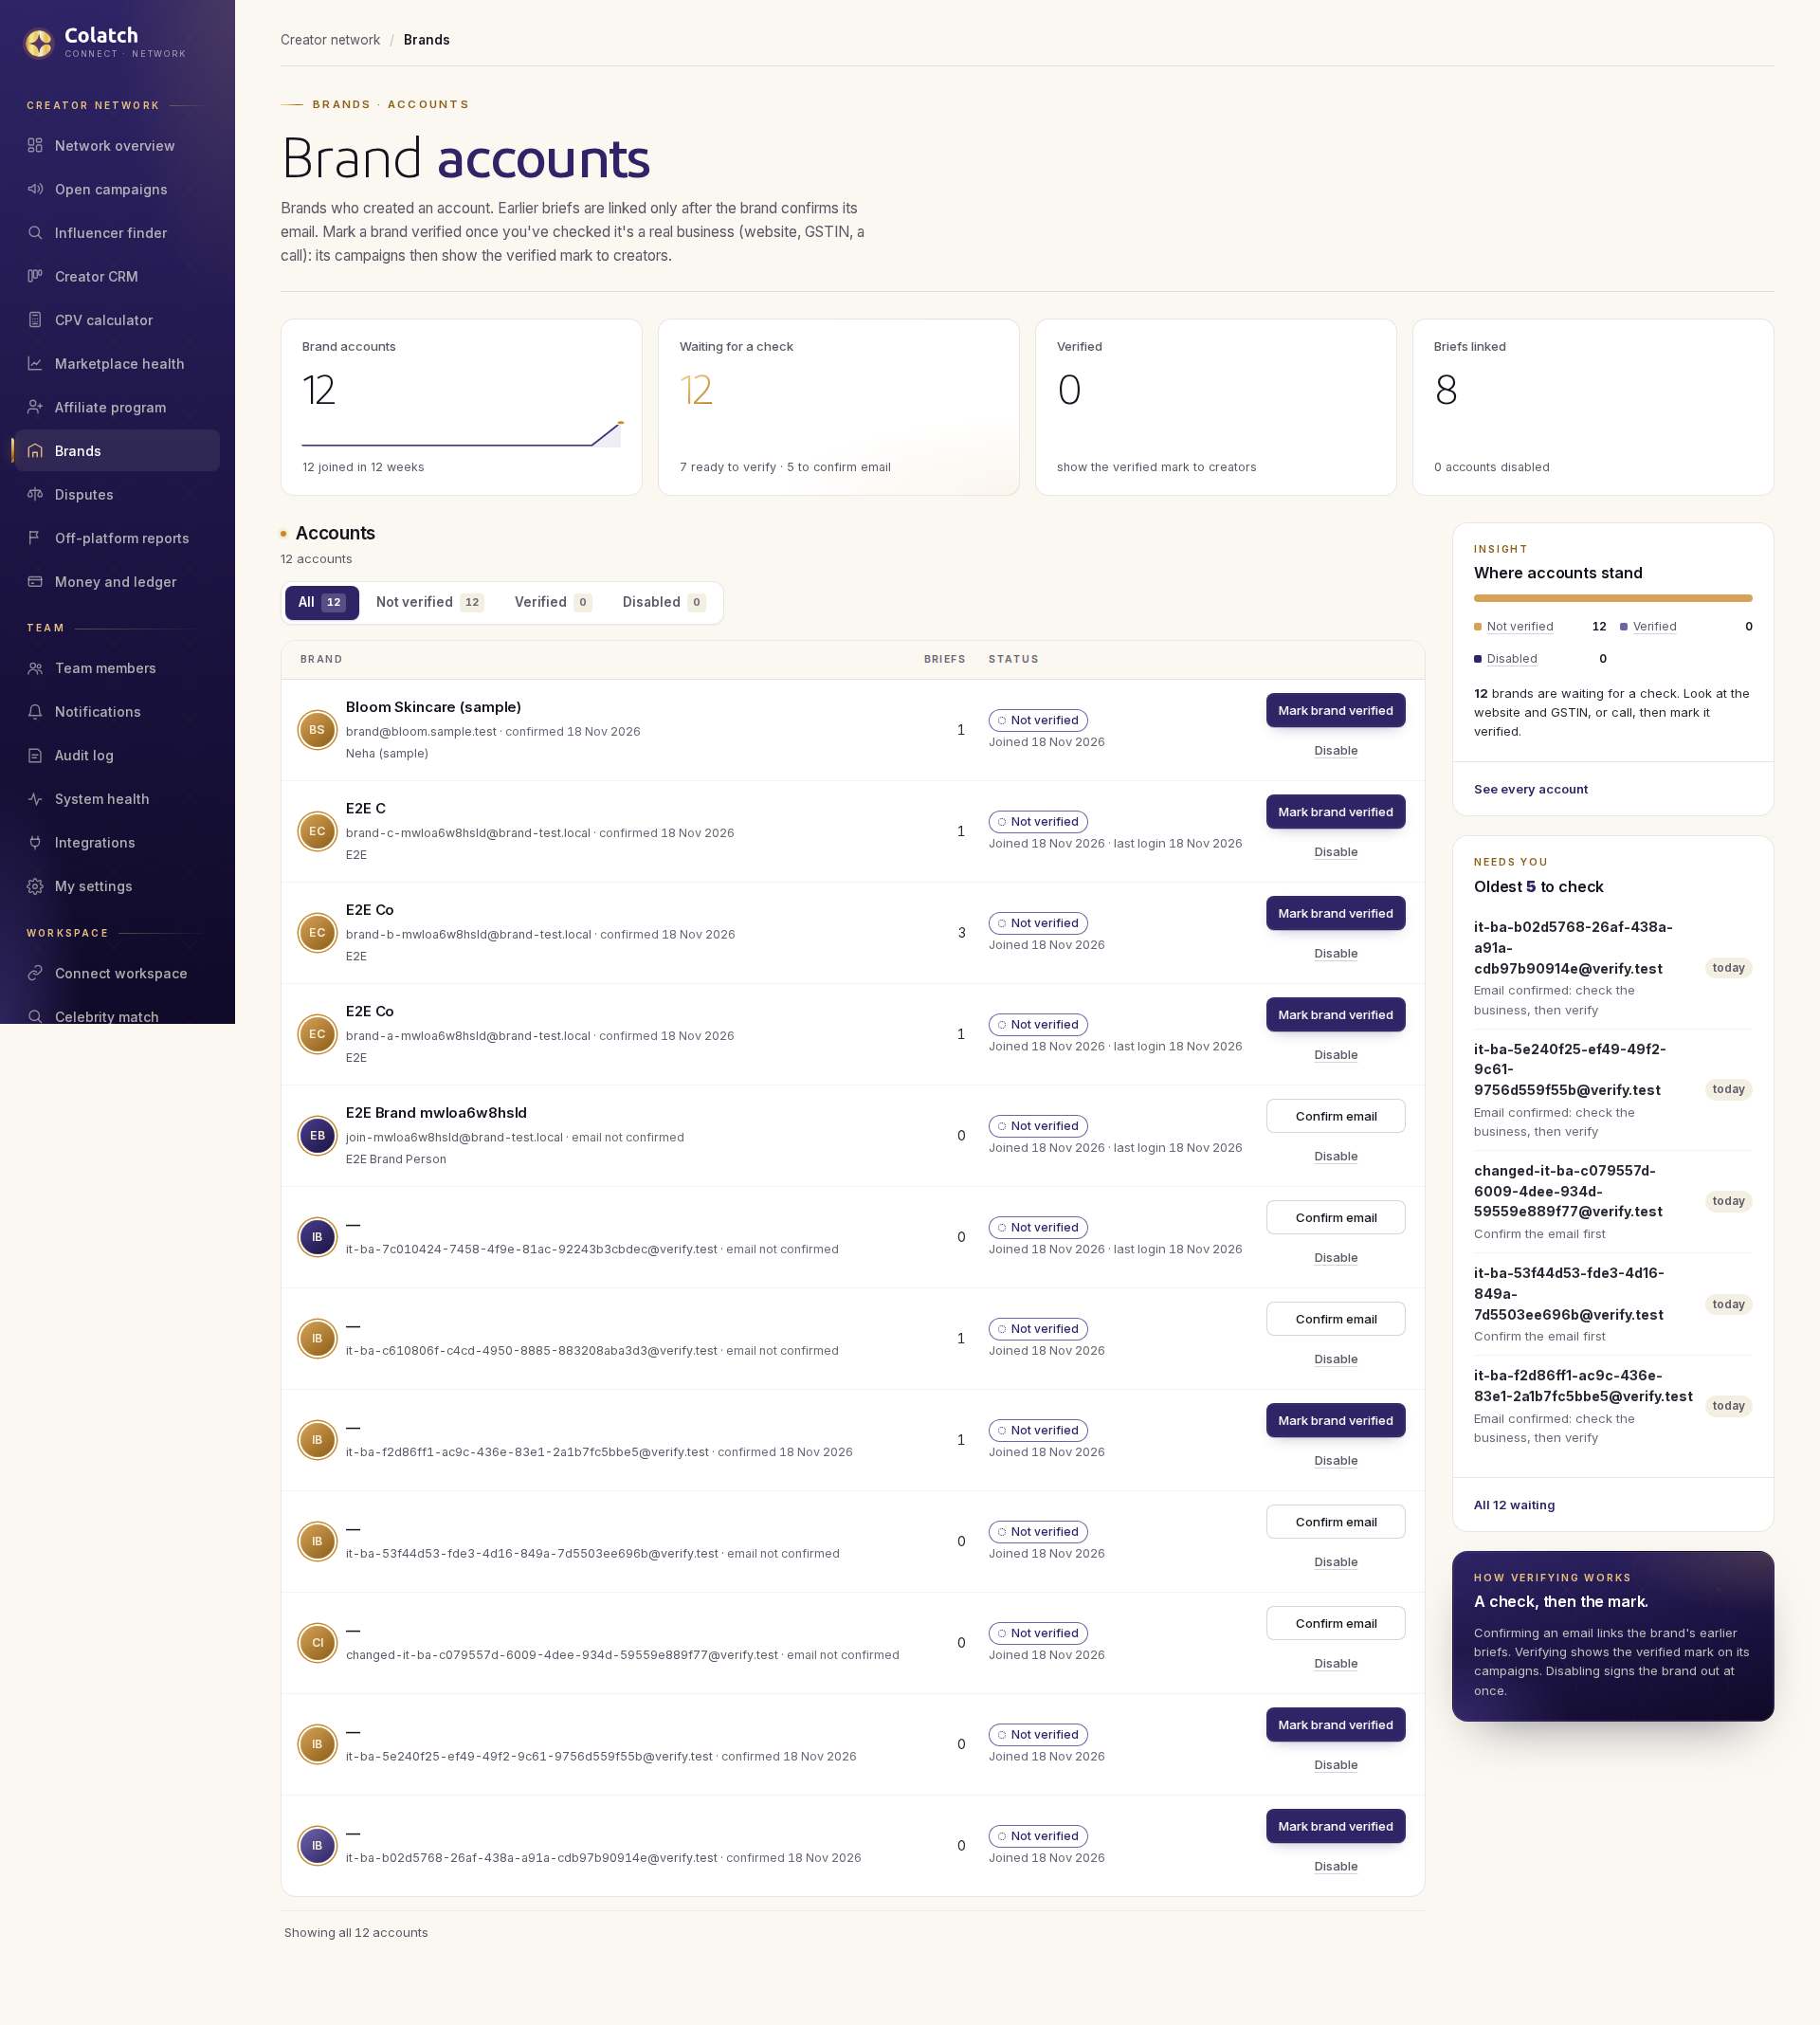 Colatch
CONNECT · NETWORK
CREATOR NETWORK
Network overview
Open campaigns
Influencer finder
Creator CRM
CPV calculator
Marketplace health
Affiliate program
Brands
Disputes
Off-platform reports
Money and ledger
TEAM
Team members
Notifications
Audit log
System health
Integrations
My settings
WORKSPACE
Connect workspace
Celebrity match
Creator network / Brands
BRANDS · ACCOUNTS
Brand accounts
Brands who created an account. Earlier briefs are linked only after the brand confirms its
email. Mark a brand verified once you've checked it's a real business (website, GSTIN, a
call): its campaigns then show the verified mark to creators.
Brand accounts
12
12 joined in 12 weeks
Waiting for a check
12
7 ready to verify · 5 to confirm email
Verified
0
show the verified mark to creators
Briefs linked
8
0 accounts disabled
Accounts
12 accounts
All 12 Not verified 12 Verified 0 Disabled 0
BRAND BRIEFS STATUS
BS
Bloom Skincare (sample)
brand@bloom.sample.test · confirmed 18 Nov 2026
Neha (sample)
1
Not verified
Joined 18 Nov 2026
Mark brand verified
Disable
EC
E2E C
brand-c-mwloa6w8hsld@brand-test.local · confirmed 18 Nov 2026
E2E
1
Not verified
Joined 18 Nov 2026 · last login 18 Nov 2026
Mark brand verified
Disable
EC
E2E Co
brand-b-mwloa6w8hsld@brand-test.local · confirmed 18 Nov 2026
E2E
3
Not verified
Joined 18 Nov 2026
Mark brand verified
Disable
EC
E2E Co
brand-a-mwloa6w8hsld@brand-test.local · confirmed 18 Nov 2026
E2E
1
Not verified
Joined 18 Nov 2026 · last login 18 Nov 2026
Mark brand verified
Disable
EB
E2E Brand mwloa6w8hsld
join-mwloa6w8hsld@brand-test.local · email not confirmed
E2E Brand Person
0
Not verified
Joined 18 Nov 2026 · last login 18 Nov 2026
Confirm email
Disable
IB
—
it-ba-7c010424-7458-4f9e-81ac-92243b3cbdec@verify.test · email not confirmed
0
Not verified
Joined 18 Nov 2026 · last login 18 Nov 2026
Confirm email
Disable
IB
—
it-ba-c610806f-c4cd-4950-8885-883208aba3d3@verify.test · email not confirmed
1
Not verified
Joined 18 Nov 2026
Confirm email
Disable
IB
—
it-ba-f2d86ff1-ac9c-436e-83e1-2a1b7fc5bbe5@verify.test · confirmed 18 Nov 2026
1
Not verified
Joined 18 Nov 2026
Mark brand verified
Disable
IB
—
it-ba-53f44d53-fde3-4d16-849a-7d5503ee696b@verify.test · email not confirmed
0
Not verified
Joined 18 Nov 2026
Confirm email
Disable
CI
—
changed-it-ba-c079557d-6009-4dee-934d-59559e889f77@verify.test · email not confirmed
0
Not verified
Joined 18 Nov 2026
Confirm email
Disable
IB
—
it-ba-5e240f25-ef49-49f2-9c61-9756d559f55b@verify.test · confirmed 18 Nov 2026
0
Not verified
Joined 18 Nov 2026
Mark brand verified
Disable
IB
—
it-ba-b02d5768-26af-438a-a91a-cdb97b90914e@verify.test · confirmed 18 Nov 2026
0
Not verified
Joined 18 Nov 2026
Mark brand verified
Disable
Showing all 12 accounts
INSIGHT
Where accounts stand
Not verified 12 Verified 0
Disabled 0
12 brands are waiting for a check. Look at the
website and GSTIN, or call, then mark it
verified.
See every account
NEEDS YOU
Oldest 5 to check
it-ba-b02d5768-26af-438a-
a91a-
cdb97b90914e@verify.test
Email confirmed: check the
business, then verify
today
it-ba-5e240f25-ef49-49f2-
9c61-
9756d559f55b@verify.test
Email confirmed: check the
business, then verify
today
changed-it-ba-c079557d-
6009-4dee-934d-
59559e889f77@verify.test
Confirm the email first
today
it-ba-53f44d53-fde3-4d16-
849a-
7d5503ee696b@verify.test
Confirm the email first
today
it-ba-f2d86ff1-ac9c-436e-
83e1-2a1b7fc5bbe5@verify.test
Email confirmed: check the
business, then verify
today
All 12 waiting
HOW VERIFYING WORKS
A check, then the mark.
Confirming an email links the brand's earlier
briefs. Verifying shows the verified mark on its
campaigns. Disabling signs the brand out at
once.